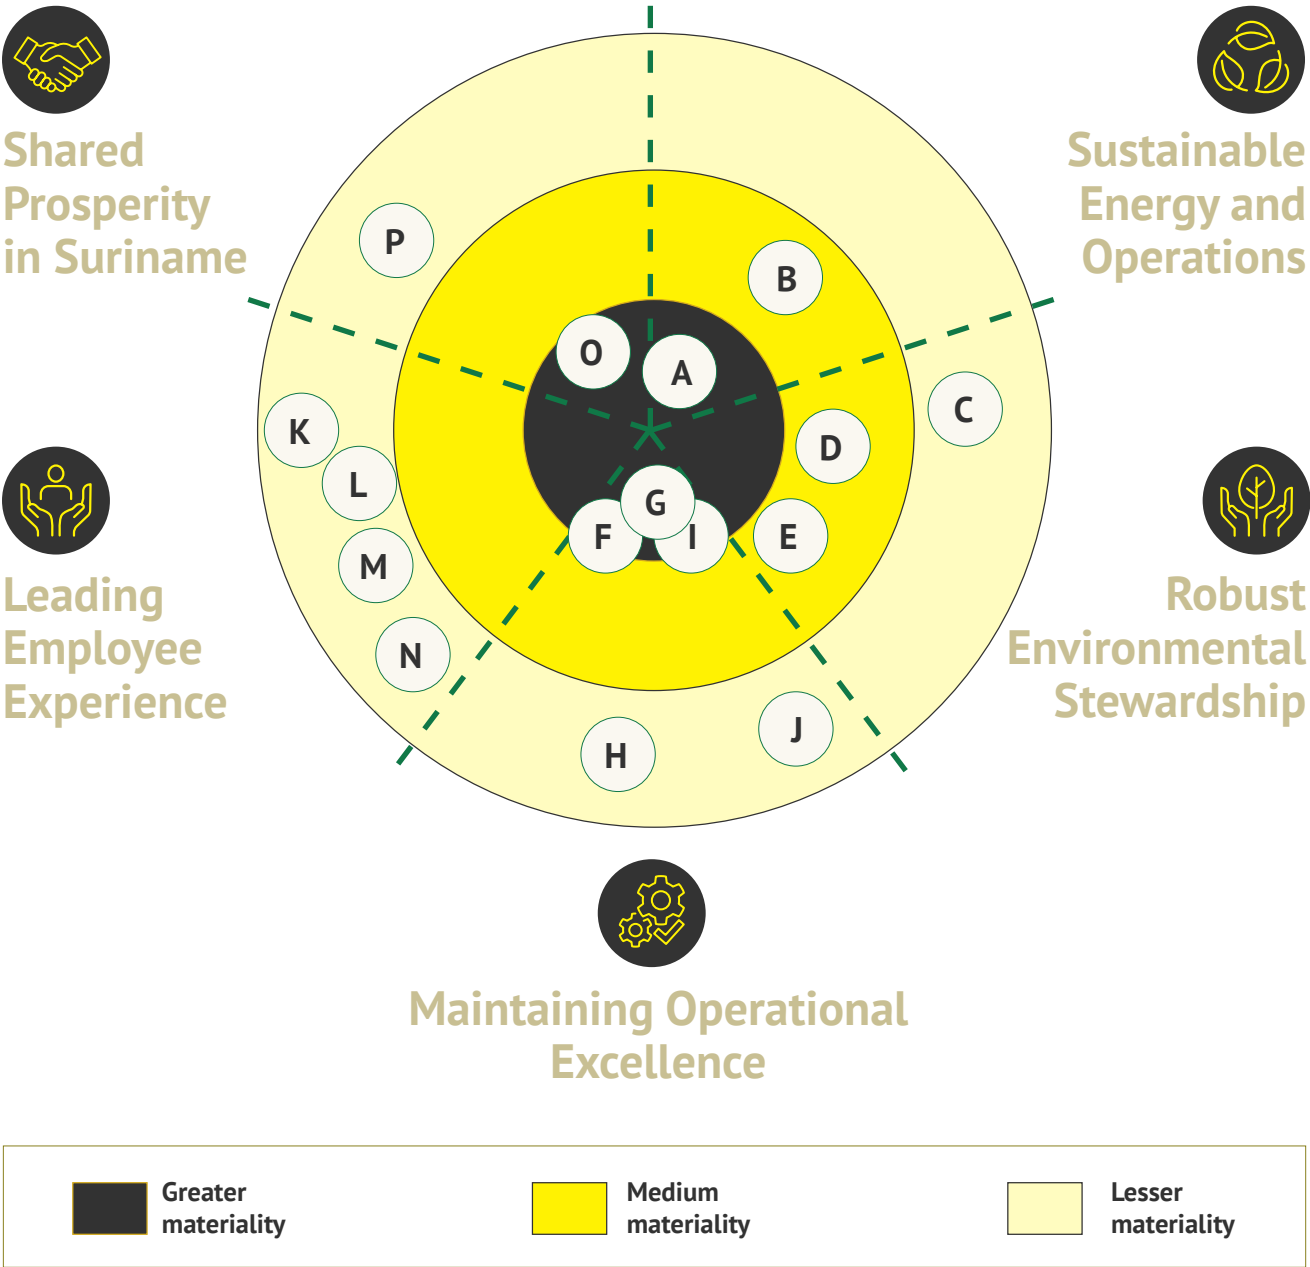 Shared
Prosperity
in Suriname
Sustainable
Energy and
Operations
P
B
O
A
K
C
L
D
G
M
F
I
E
N
H
J
Leading
Employee
Experience
Robust
Environmental
Stewardship
Maintaining Operational
Excellence
Greater
materiality
Medium
materiality
Lesser
materiality